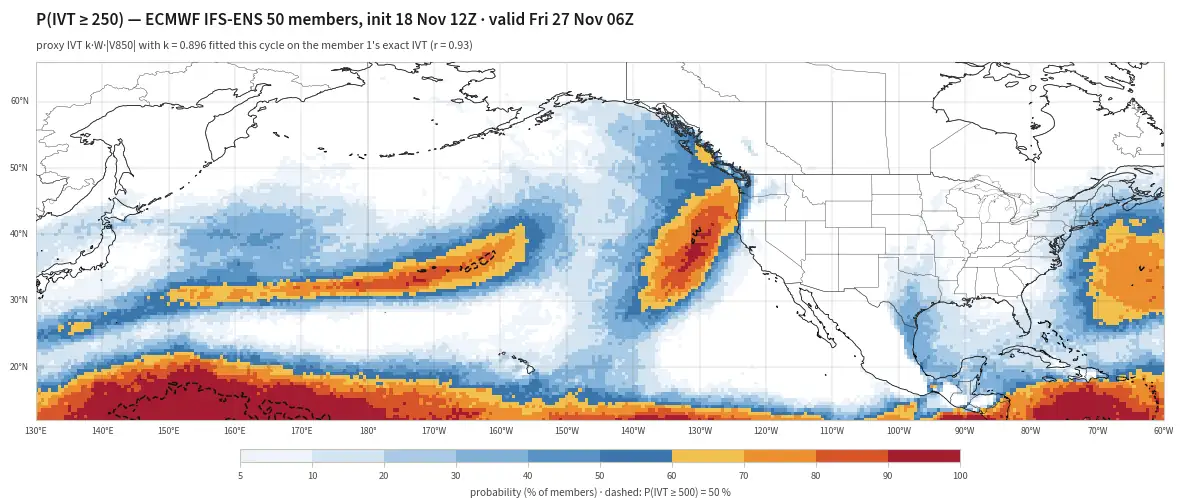 P(IVT ≥ 250) — ECMWF IFS-ENS 50 members, init 18 Nov 12Z · valid Fri 27 Nov 06Z
proxy IVT k·W·|V850| with k = 0.896 fitted this cycle on the member 1's exact IVT (r = 0.93)
60°N
50°N
40°N
30°N
20°N
130°E 140°E 150°E 160°E 170°E 180° 170°W 160°W 150°W 140°W 130°W 120°W 110°W 100°W 90°W 80°W 70°W 60°W
5 10 20 30 40 50 60 70 80 90 100
probability (% of members) · dashed: P(IVT ≥ 500) = 50 %